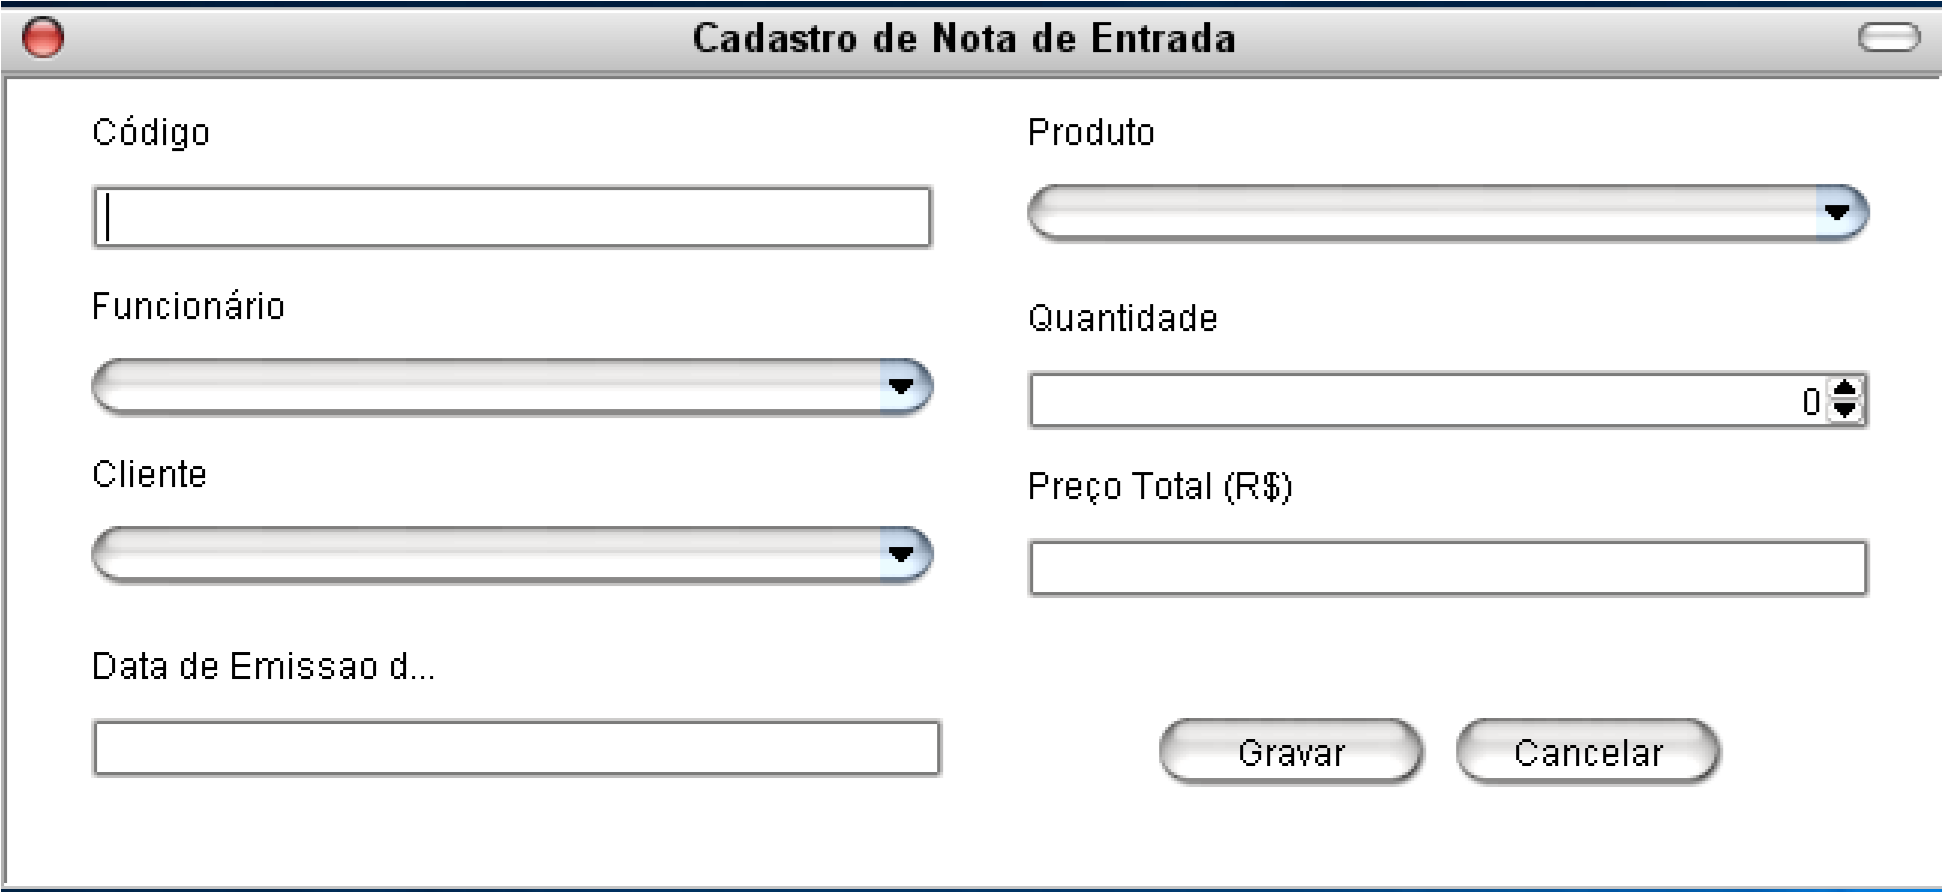 Cadastro de Nota de Entrada
Código
Funcionário
Cliente
Data de Emissao d...
Produto
Quantidade
0
Preço Total (R$)
Gravar
Cancelar